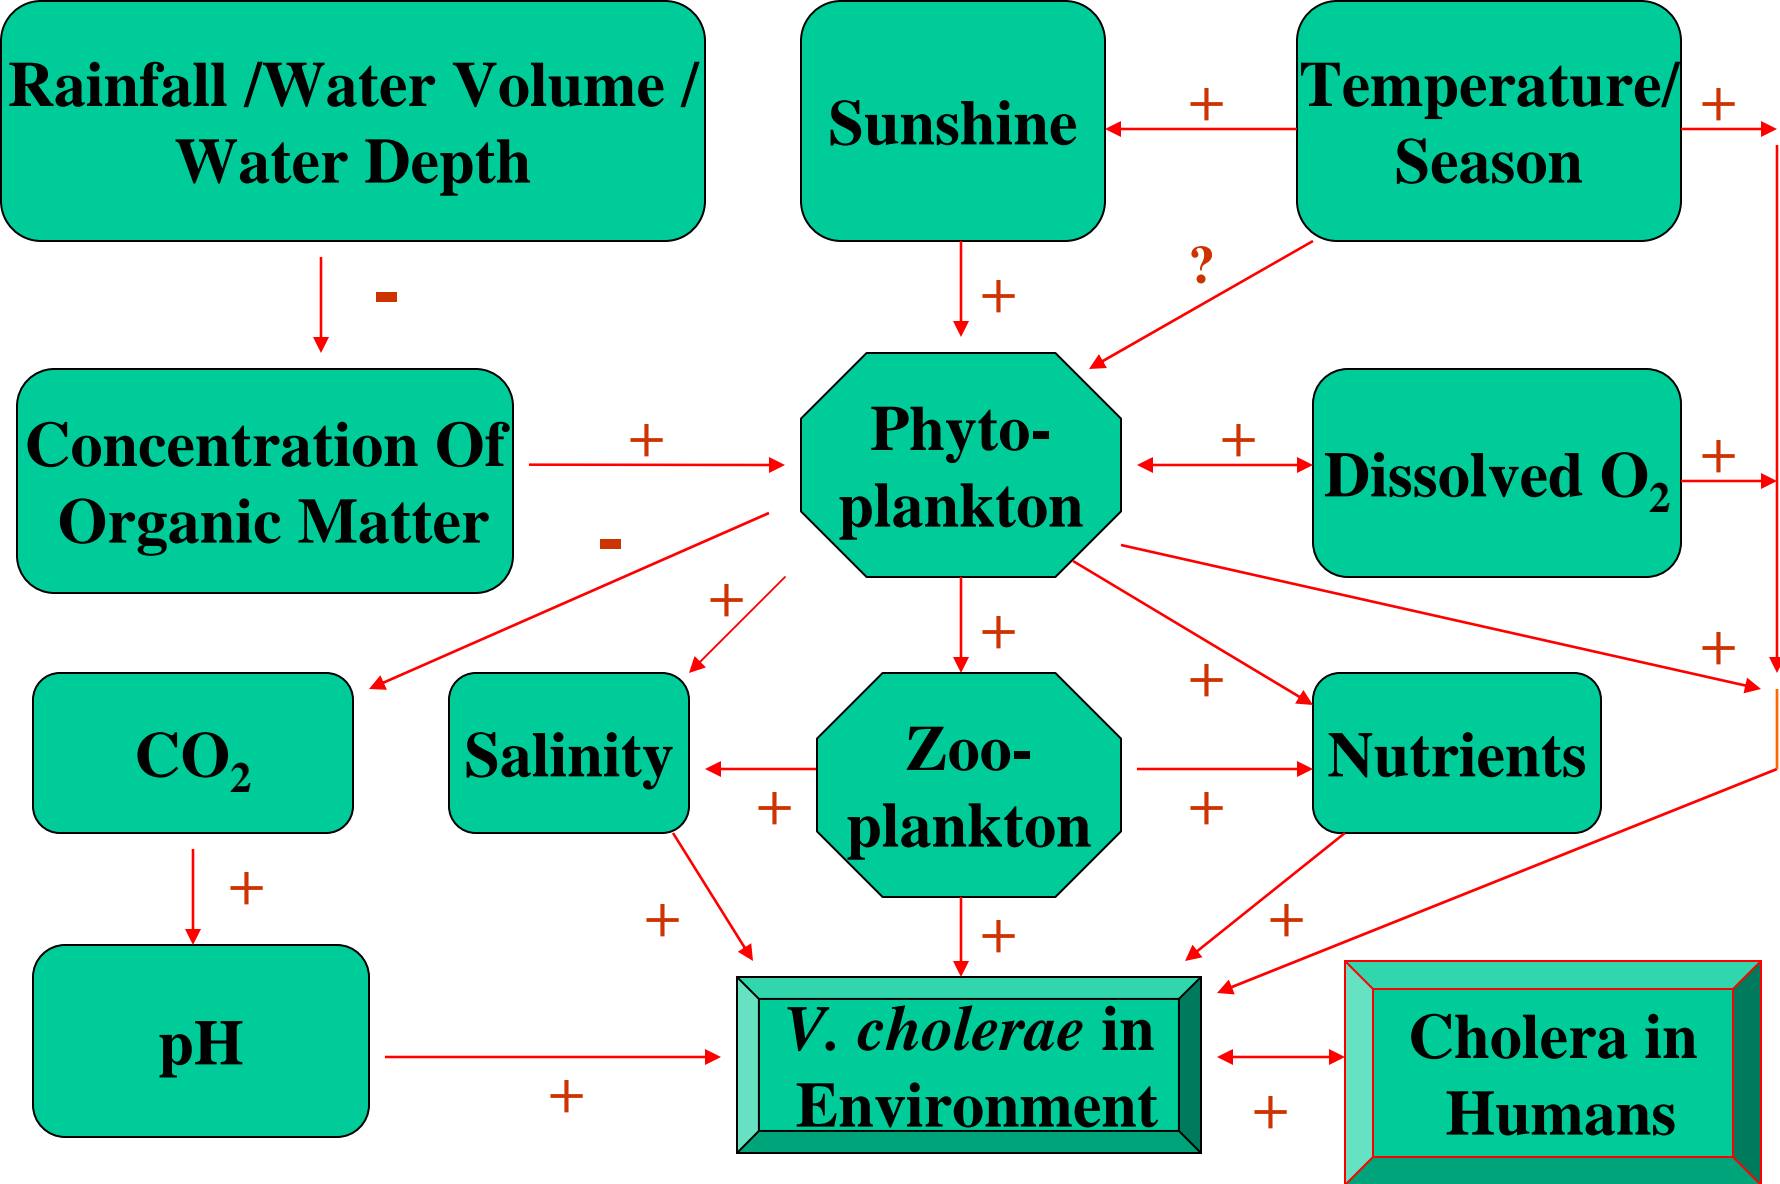 Rainfall /Water Volume /
Water Depth
Sunshine
+
Temperature/
Season
+
-
+
?
Concentration Of
Organic Matter
+
Phyto-
plankton
+
Dissolved O₂
+
-
+
+
+
+
CO₂
Salinity
+
Zoo-
plankton
+
Nutrients
+
+
+
+
pH
+
V. cholerae in
Environment
+
Cholera in
Humans